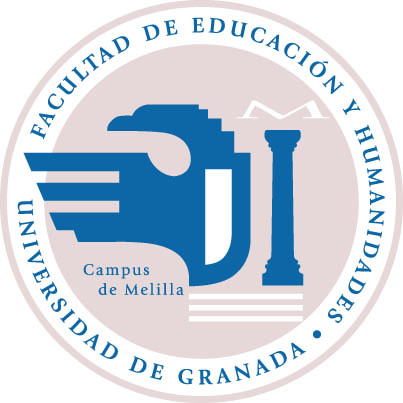 FACULTAD DE EDUCACIÓN Y HUMANIDADES •
UNIVERSIDAD DE GRANADA
M
Campus
de Melilla